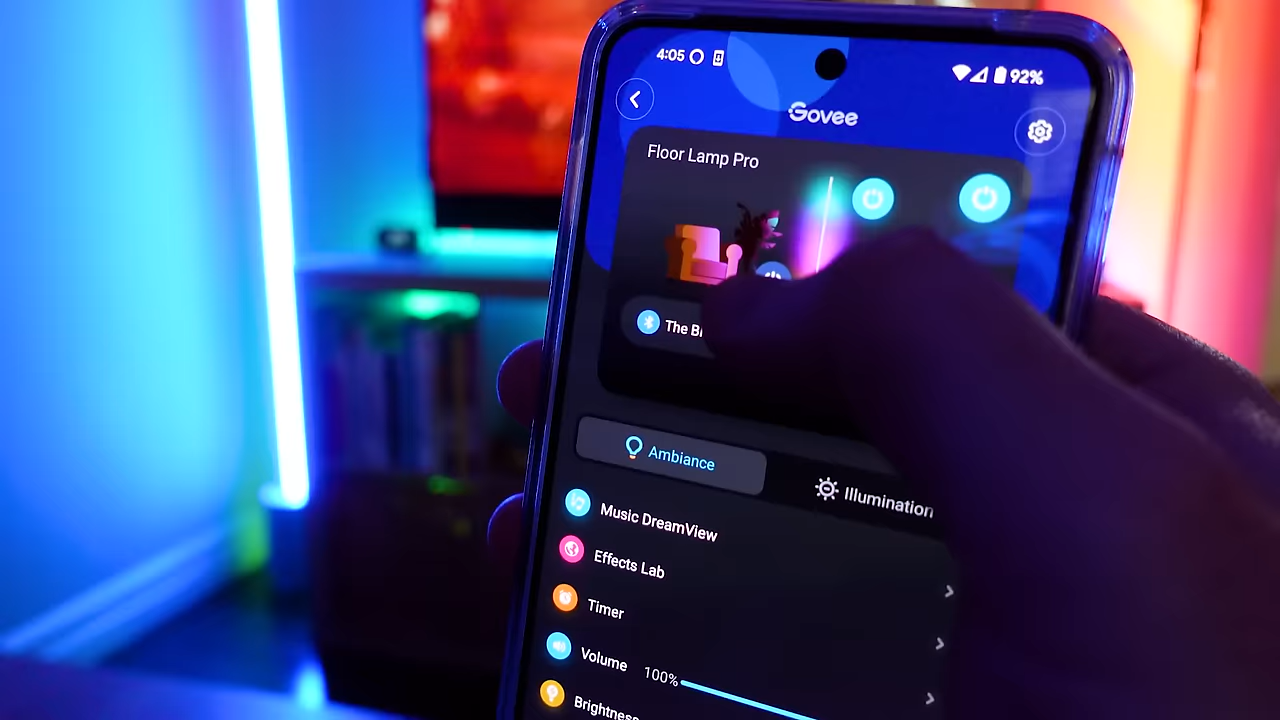 4:05 92%
Govee
Floor Lamp Pro
The
Ambiance
Illumination
Music DreamView
Effects Lab
Timer
Volume 100%